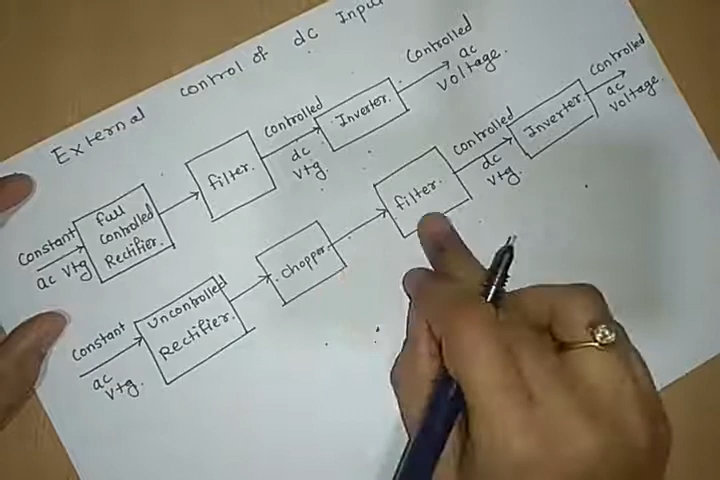 External control of dc Input
Constant
ac Vtg
Full
Controlled
Rectifier.
filter.
Controlled
dc
Vtg.
Inverter.
Controlled
ac
Voltage.
Constant
ac
Vtg.
Uncontrolled
Rectifier.
chopper.
filter.
Controlled
dc
Vtg.
Inverter.
Controlled
ac
Voltage.